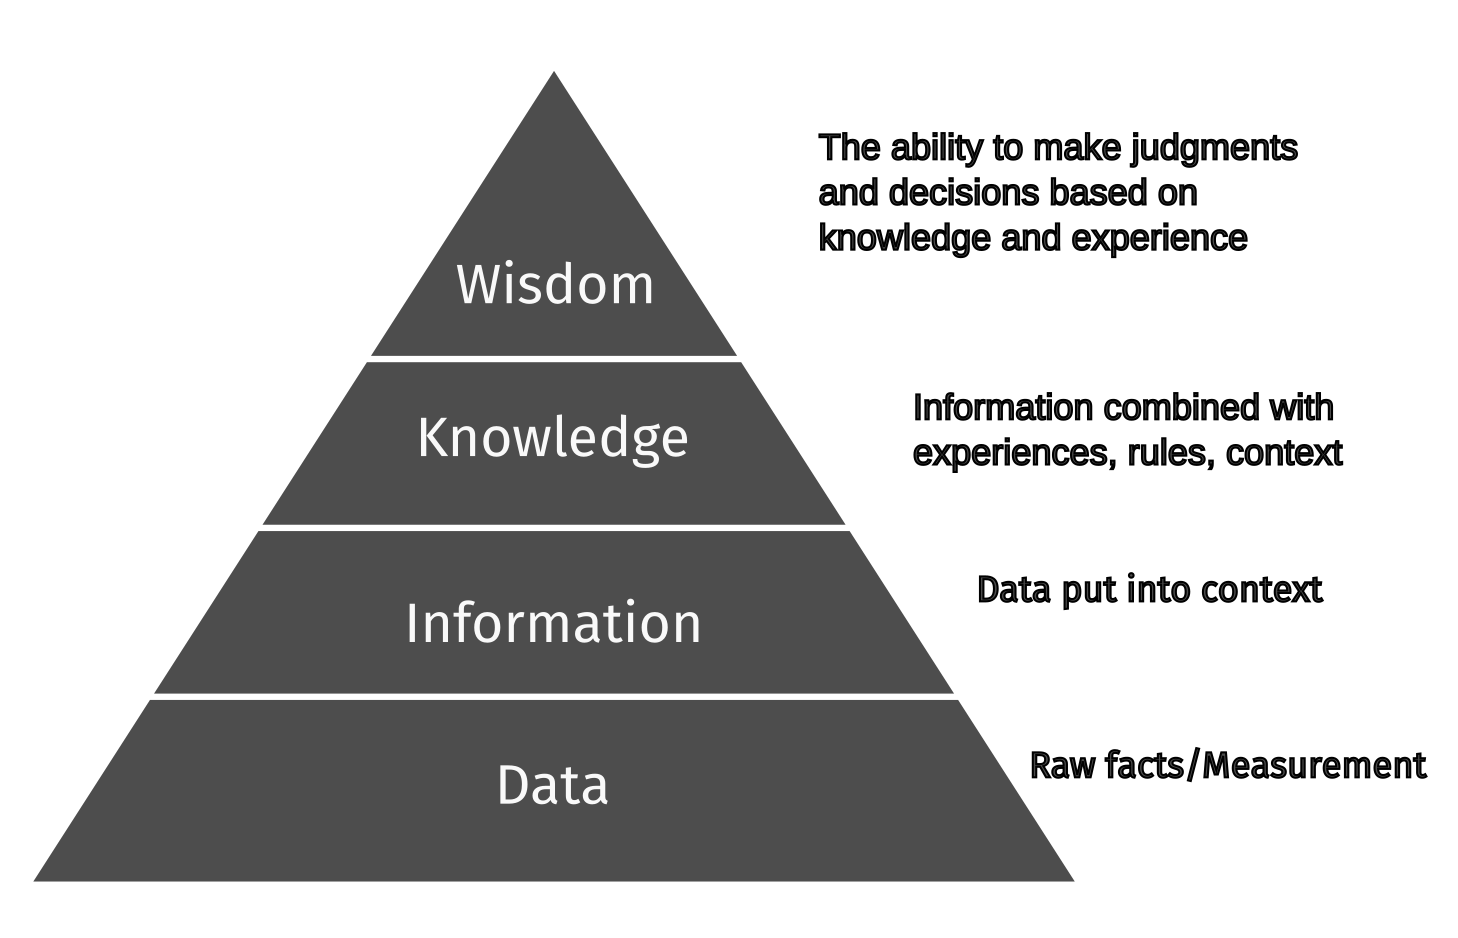 The ability to make judgments
and decisions based on
knowledge and experience
Wisdom
Information combined with
experiences, rules, context
Knowledge
Data put into context
Information
Raw facts/Measurement
Data